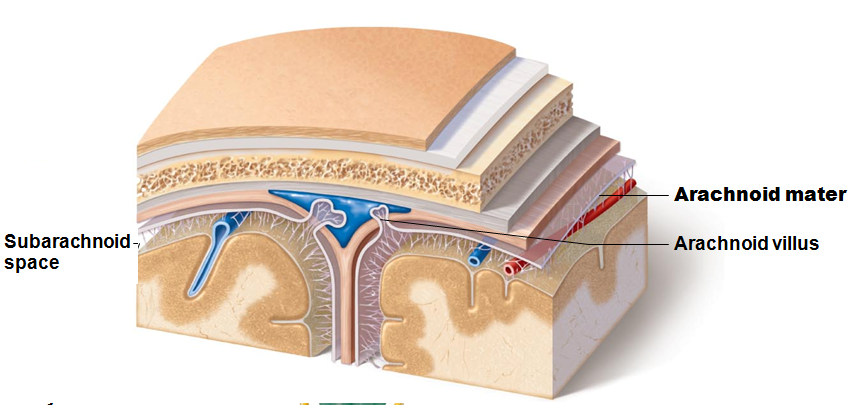 Arachnoid mater
Subarachnoid
space
Arachnoid villus